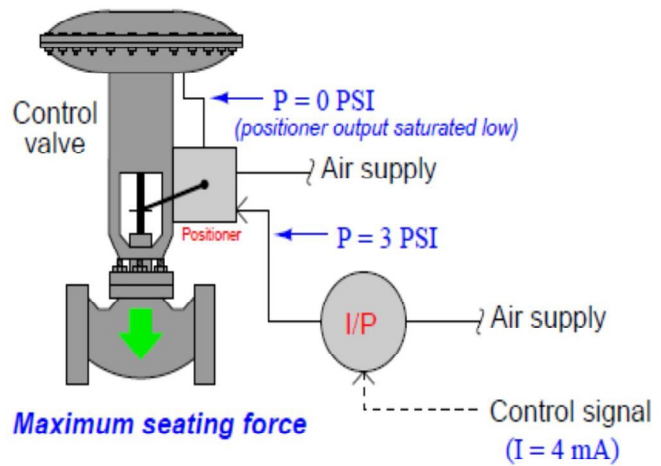 P = 0 PSI
(positioner output saturated low)
Control
valve
Air supply
Positioner
P = 3 PSI
I/P
Air supply
Control signal
(I = 4 mA)
Maximum seating force